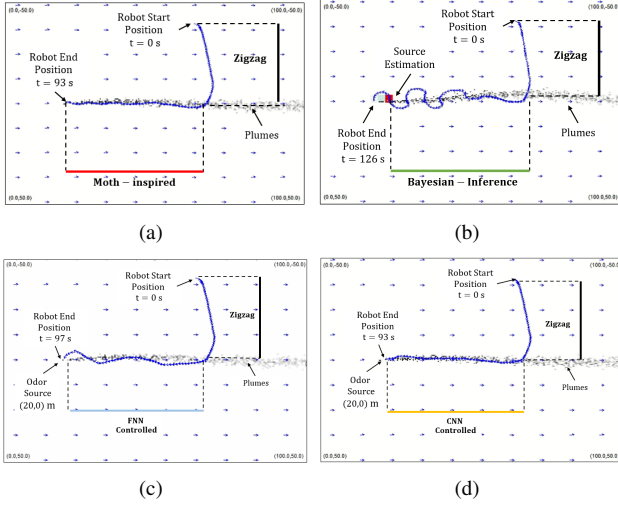 (0.0,-50.0)
(100.0,-50.0)
Robot Start
Position
t = 0 s
Robot End
Position
t = 93 s
Zigzag
Plumes
Moth − inspired
(0.0,50.0)
(100.0,50.0)
(a)
(0.0,-50.0)
(100.0,-50.0)
Robot Start
Position
t = 0 s
Source
Estimation
Zigzag
Robot End
Position
t = 126 s
Plumes
Bayesian − Inference
(0.0,50.0)
(100.0,50.0)
(b)
(0.0,-50.0)
(100.0,-50.0)
Robot Start
Position
t = 0 s
Robot End
Position
t = 97 s
Zigzag
Odor
Source
(20,0) m
Plumes
FNN
Controlled
(0.0,50.0)
(100.0,50.0)
(c)
(0.0,-50.0)
(100.0,-50.0)
Robot Start
Position
t = 0 s
Robot End
Position
t = 93 s
Zigzag
Odor
Source
(20,0) m
Plumes
CNN
Controlled
(0.0,50.0)
(100.0,50.0)
(d)